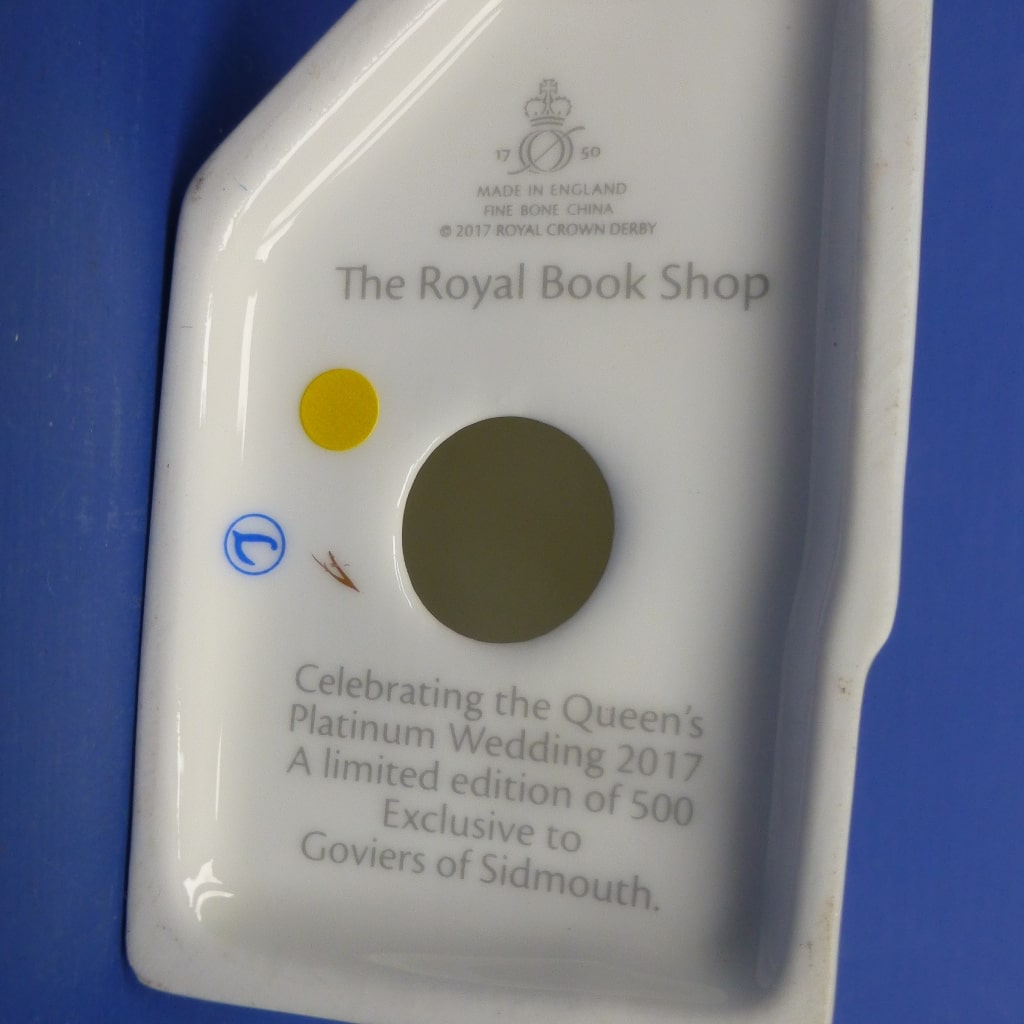 17 50
MADE IN ENGLAND
FINE BONE CHINA
© 2017 ROYAL CROWN DERBY
The Royal Book Shop
Celebrating the Queen's
Platinum Wedding 2017
A limited edition of 500
Exclusive to
Goviers of Sidmouth.